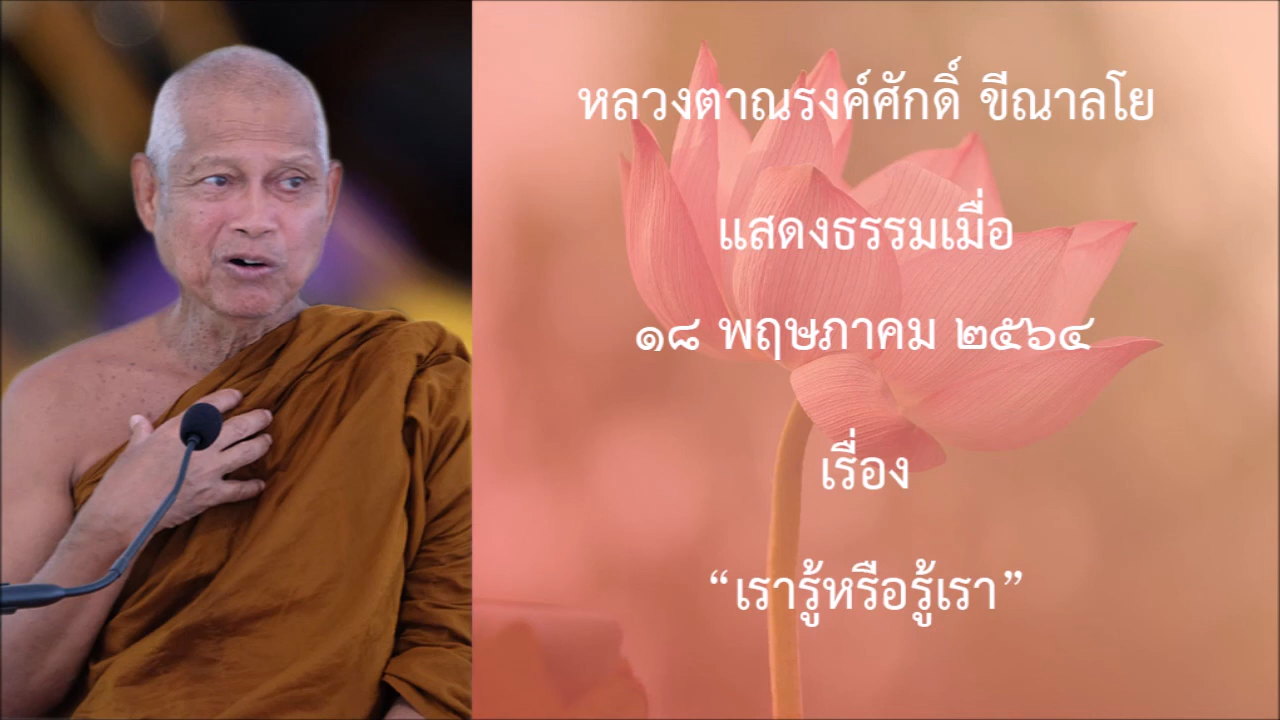 หลวงตาณรงค์ศักดิ์ ขีณาลโย
แสดงธรรมเมื่อ
๑๘ พฤษภาคม ๒๕๖๔
เรื่อง
“เรารู้หรือรู้เรา”